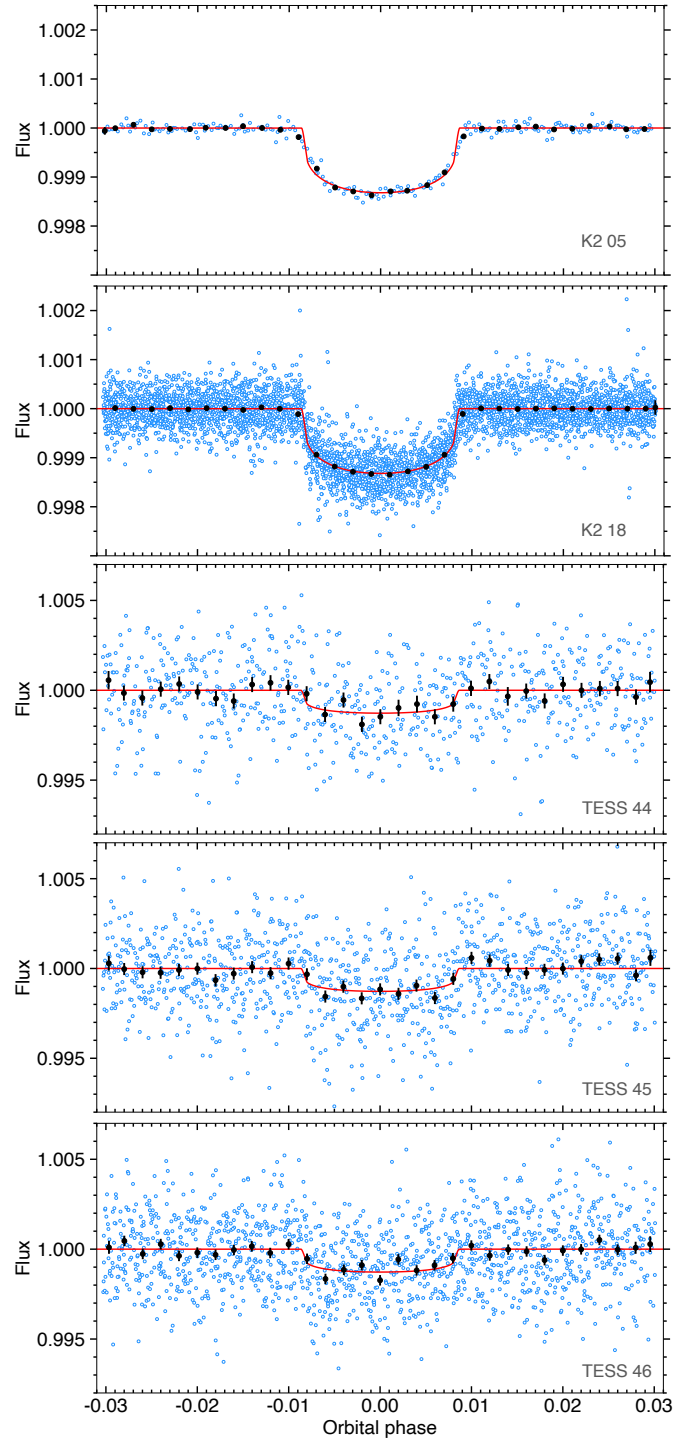 1.002
1.001
1.000
0.999
0.998
Flux
K2 05
1.002
1.001
1.000
0.999
0.998
Flux
K2 18
1.005
1.000
0.995
Flux
TESS 44
1.005
1.000
0.995
Flux
TESS 45
1.005
1.000
0.995
Flux
TESS 46
-0.03 -0.02 -0.01 0.00 0.01 0.02 0.03
Orbital phase